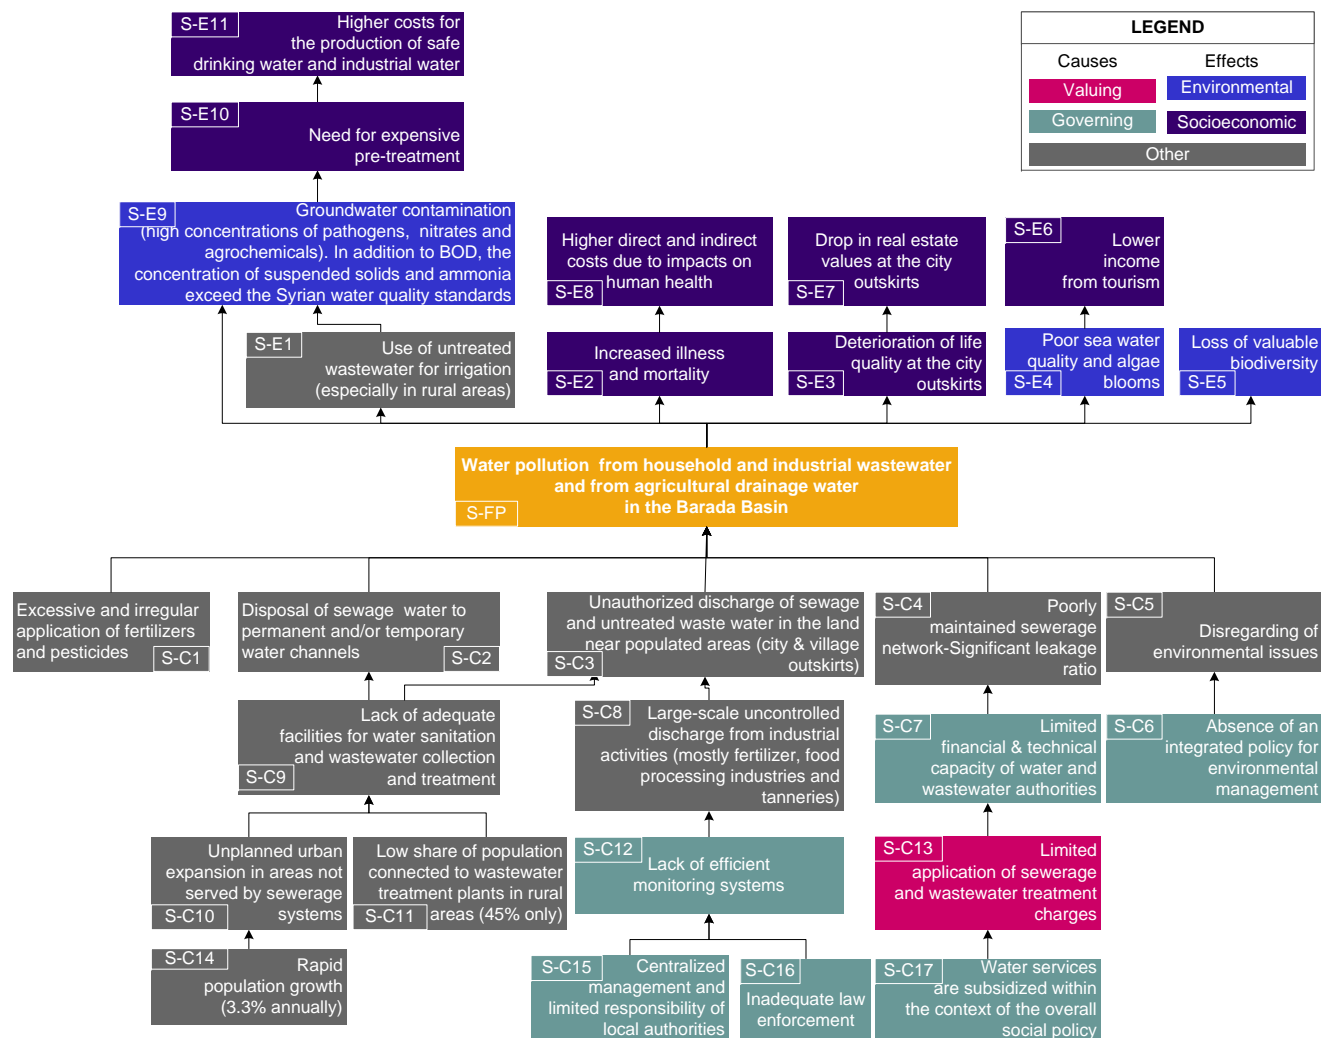 S-E11
Higher costs for
the production of safe
drinking water and industrial water
LEGEND
Causes
Effects
Valuing
Environmental
Governing
Socioeconomic
Other
S-E10
Need for expensive
pre-treatment
S-E9
Groundwater contamination
(high concentrations of pathogens, nitrates and
agrochemicals). In addition to BOD, the
concentration of suspended solids and ammonia
exceed the Syrian water quality standards
Higher direct and indirect
costs due to impacts on
human health
S-E8
Drop in real estate
values at the city
outskirts
S-E7
S-E6
Lower
income
from tourism
S-E1
Use of untreated
wastewater for irrigation
(especially in rural areas)
Increased illness
and mortality
S-E2
Deterioration of life
quality at the city
outskirts
S-E3
Poor sea water
quality and algae
blooms
S-E4
Loss of valuable
biodiversity
S-E5
Water pollution from household and industrial wastewater
and from agricultural drainage water
in the Barada Basin
S-FP
Excessive and irregular
application of fertilizers
and pesticides
S-C1
Disposal of sewage water to
permanent and/or temporary
water channels
S-C2
Unauthorized discharge of sewage
and untreated waste water in the land
near populated areas (city & village
outskirts)
S-C3
S-C4
Poorly
maintained sewerage
network-Significant leakage
ratio
S-C5
Disregarding of
environmental issues
Lack of adequate
facilities for water sanitation
and wastewater collection
and treatment
S-C9
S-C8
Large-scale uncontrolled
discharge from industrial
activities (mostly fertilizer, food
processing industries and
tanneries)
S-C7
Limited
financial & technical
capacity of water and
wastewater authorities
S-C6
Absence of an
integrated policy for
environmental
management
Unplanned urban
expansion in areas not
served by sewerage
systems
S-C10
Low share of population
connected to wastewater
treatment plants in rural
areas (45% only)
S-C11
S-C12
Lack of efficient
monitoring systems
S-C13
Limited
application of sewerage
and wastewater treatment
charges
S-C14
Rapid
population growth
(3.3% annually)
S-C15
Centralized
management and
limited responsibility of
local authorities
S-C16
Inadequate law
enforcement
S-C17
Water services
are subsidized within
the context of the overall
social policy